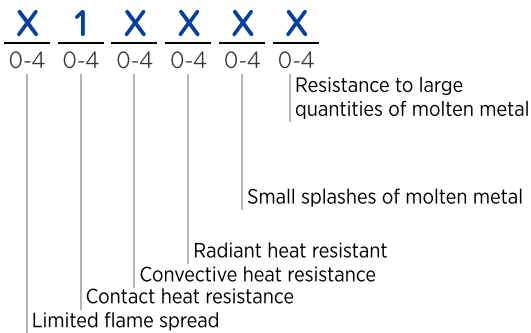 X 1 X X X X
0-4 0-4 0-4 0-4 0-4 0-4
Resistance to large
quantities of molten metal
Small splashes of molten metal
Radiant heat resistant
Convective heat resistance
Contact heat resistance
Limited flame spread